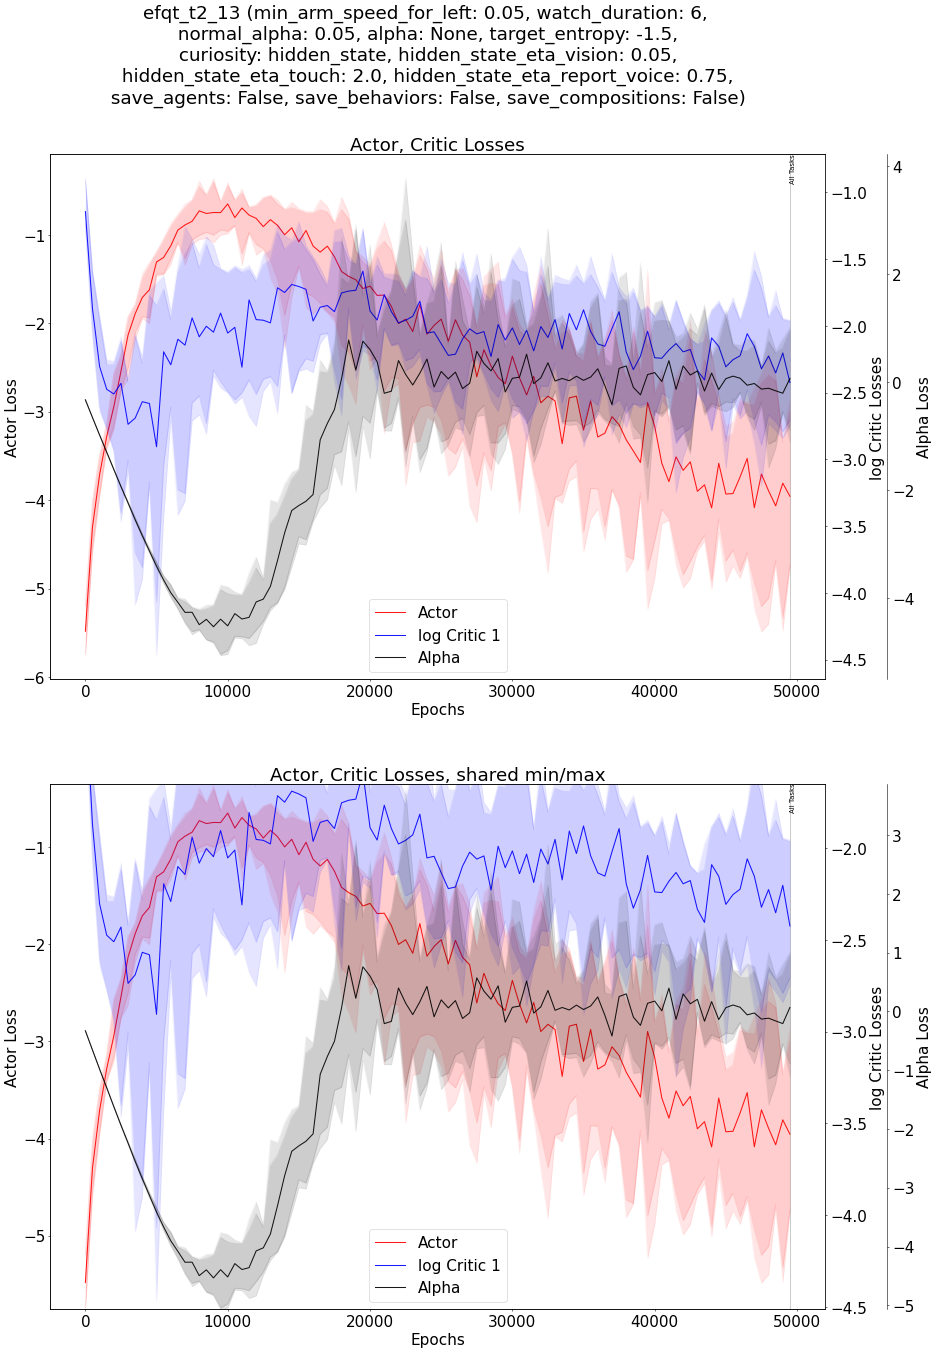 efqt_t2_13 (min_arm_speed_for_left: 0.05, watch_duration: 6,
normal_alpha: 0.05, alpha: None, target_entropy: -1.5,
curiosity: hidden_state, hidden_state_eta_vision: 0.05,
hidden_state_eta_touch: 2.0, hidden_state_eta_report_voice: 0.75,
save_agents: False, save_behaviors: False, save_compositions: False)
Actor, Critic Losses
All Tasks
−1
−2
−3
−4
−5
−6
Actor Loss
−1.0
−1.5
−2.0
−2.5
−3.0
−3.5
−4.0
−4.5
log Critic Losses
4
2
0
−2
−4
Alpha Loss
Actor
log Critic 1
Alpha
0
10000
20000
30000
40000
50000
Epochs
Actor, Critic Losses, shared min/max
All Tasks
−1
−2
−3
−4
−5
Actor Loss
−2.0
−2.5
−3.0
−3.5
−4.0
−4.5
log Critic Losses
3
2
1
0
−1
−2
−3
−4
−5
Alpha Loss
Actor
log Critic 1
Alpha
0
10000
20000
30000
40000
50000
Epochs